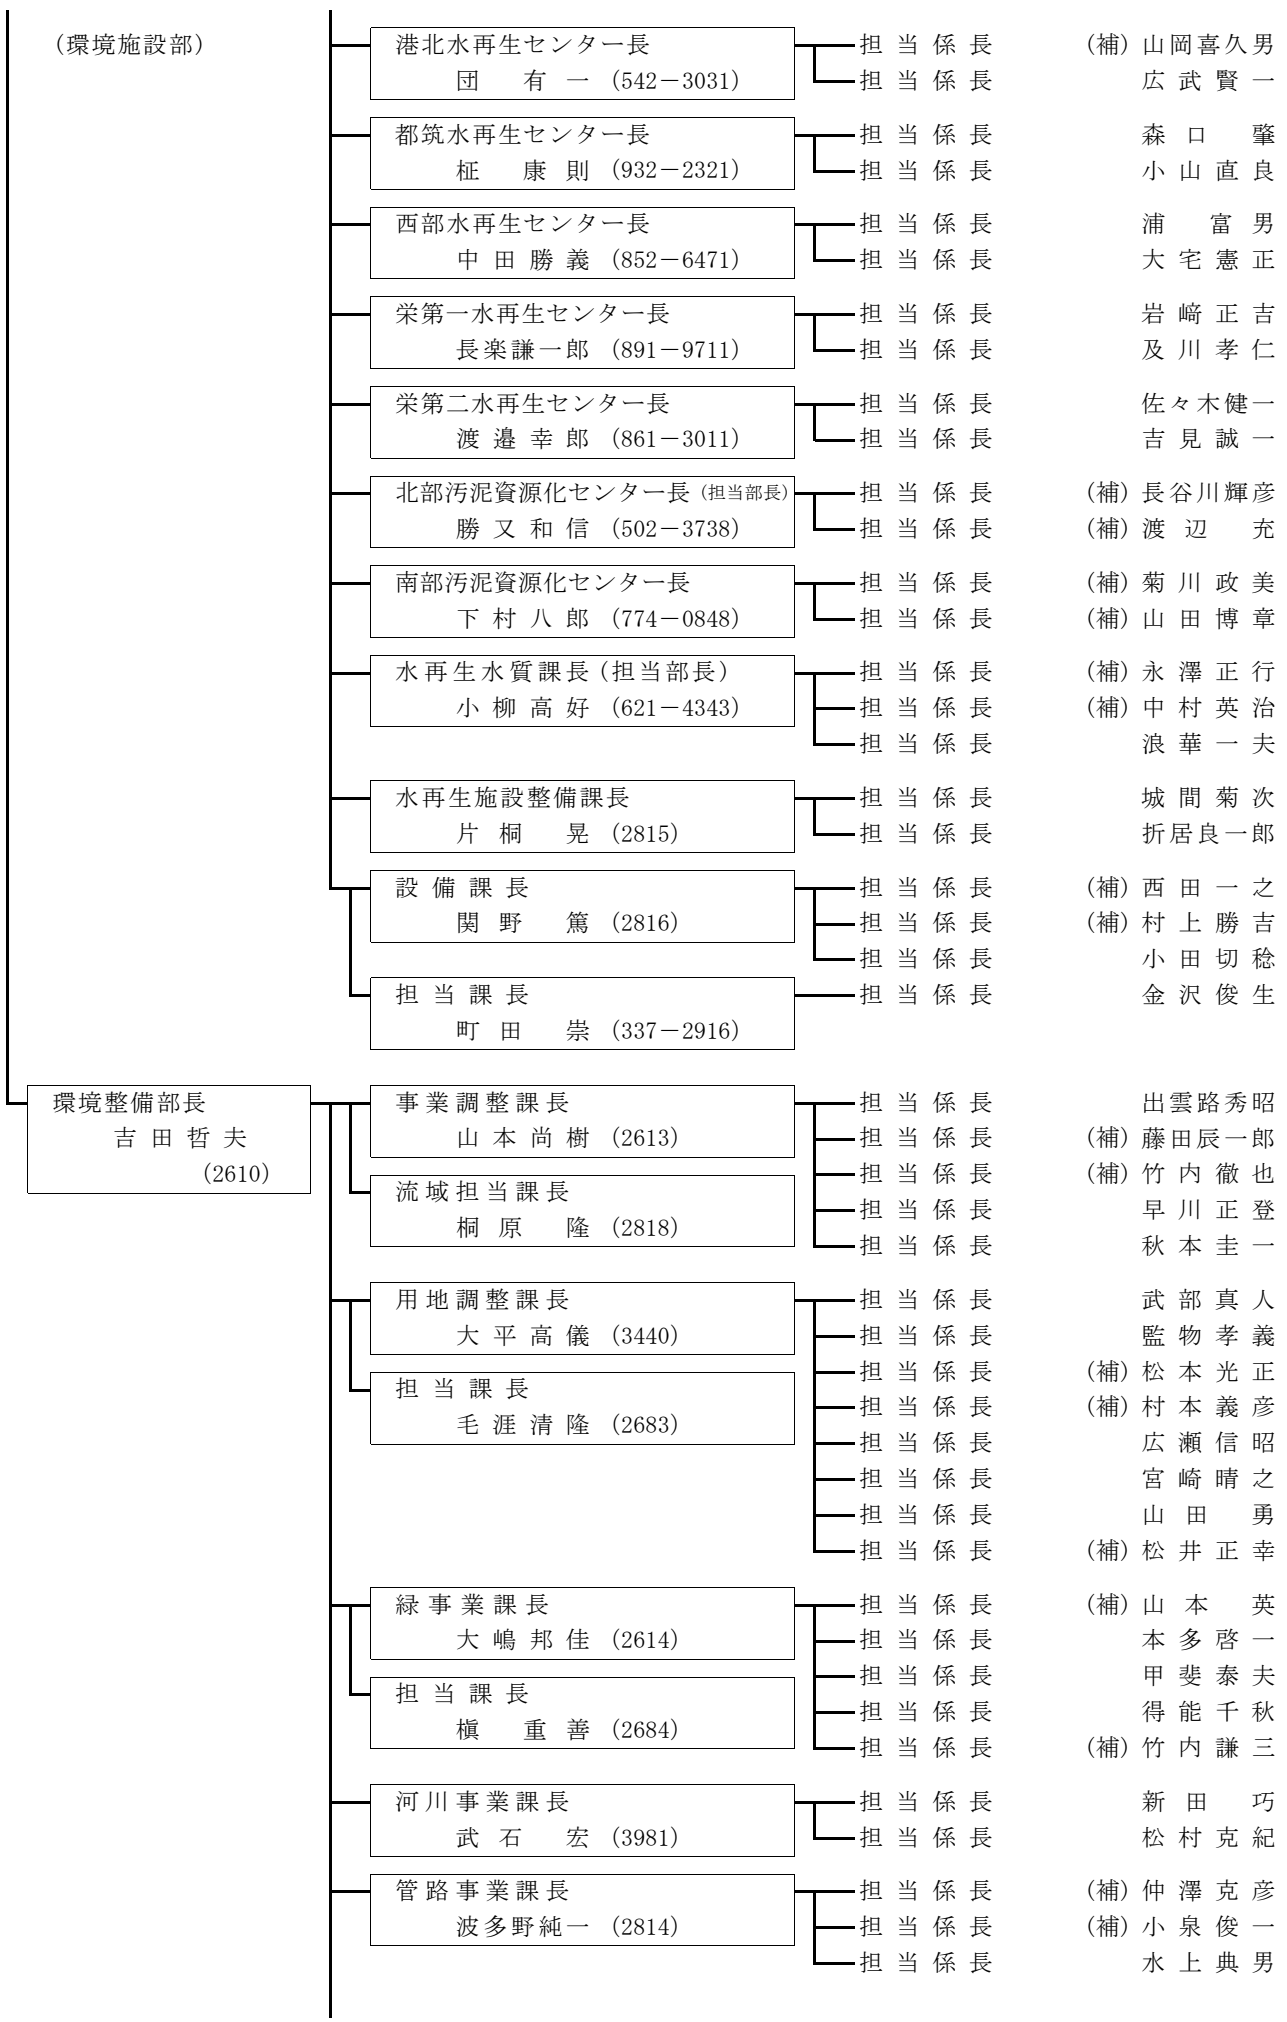 (環境施設部) 港北水再生センター長 担当係長 (補) 山岡喜久男
団 有一 (542－3031) 担当係長 広武賢一
都筑水再生センター長 担当係長 森口 肇
柾 康則 (932－2321) 担当係長 小山直良
西部水再生センター長 担当係長 浦 富男
中田勝義 (852－6471) 担当係長 大宅憲正
栄第一水再生センター長 担当係長 岩﨑正吉
長楽謙一郎 (891－9711) 担当係長 及川孝仁
栄第二水再生センター長 担当係長 佐々木健一
渡邉幸郎 (861－3011) 担当係長 吉見誠一
北部汚泥資源化センター長 (担当部長) 担当係長 (補) 長谷川輝彦
勝又和信 (502－3738) 担当係長 (補) 渡辺 充
南部汚泥資源化センター長 担当係長 (補) 菊川政美
下村八郎 (774－0848) 担当係長 (補) 山田博章
水再生水質課長 (担当部長) 担当係長 (補) 永澤正行
小柳高好 (621－4343) 担当係長 (補) 中村英治
担当係長 浪華一夫
水再生施設整備課長 担当係長 城間菊次
片桐 晃 (2815) 担当係長 折居良一郎
設備課長 担当係長 (補) 西田一之
関野 篤 (2816) 担当係長 (補) 村上勝吉
担当係長 小田切稔
担当課長 担当係長 金沢俊生
町田 崇 (337－2916)
環境整備部長 事業調整課長 担当係長 出雲路秀昭
吉田哲夫 山本尚樹 (2613) 担当係長 (補) 藤田辰一郎
(2610) 担当係長 (補) 竹内徹也
流域担当課長 担当係長 早川正登
桐原 隆 (2818) 担当係長 秋本圭一
用地調整課長 担当係長 武部真人
大平高儀 (3440) 担当係長 監物孝義
担当課長 担当係長 (補) 松本光正
毛涯清隆 (2683) 担当係長 (補) 村本義彦
担当係長 広瀬信昭
担当係長 宮崎晴之
担当係長 山田 勇
担当係長 (補) 松井正幸
緑事業課長 担当係長 (補) 山本 英
大嶋邦佳 (2614) 担当係長 本多啓一
担当課長 担当係長 甲斐泰夫
槇 重善 (2684) 担当係長 得能千秋
担当係長 (補) 竹内謙三
河川事業課長 担当係長 新田 巧
武石 宏 (3981) 担当係長 松村克紀
管路事業課長 担当係長 (補) 仲澤克彦
波多野純一 (2814) 担当係長 (補) 小泉俊一
担当係長 水上典男